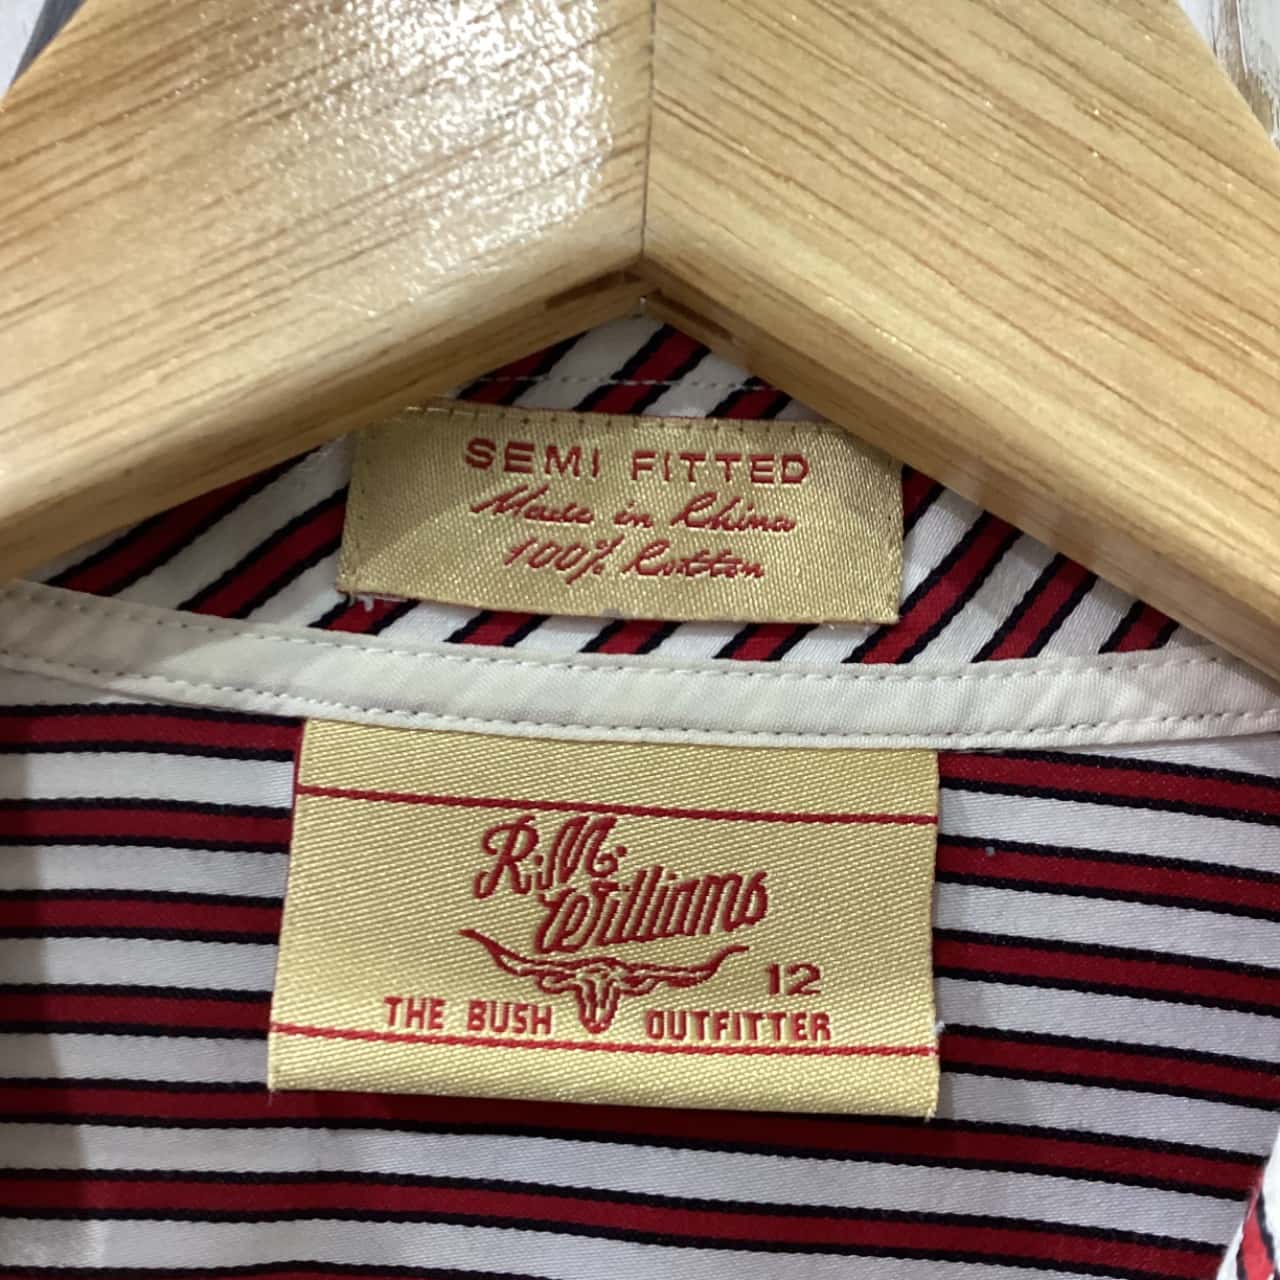 SEMI FITTED
Made in China
100% Cotton
R.M.
Williams
12
THE BUSH OUTFITTER